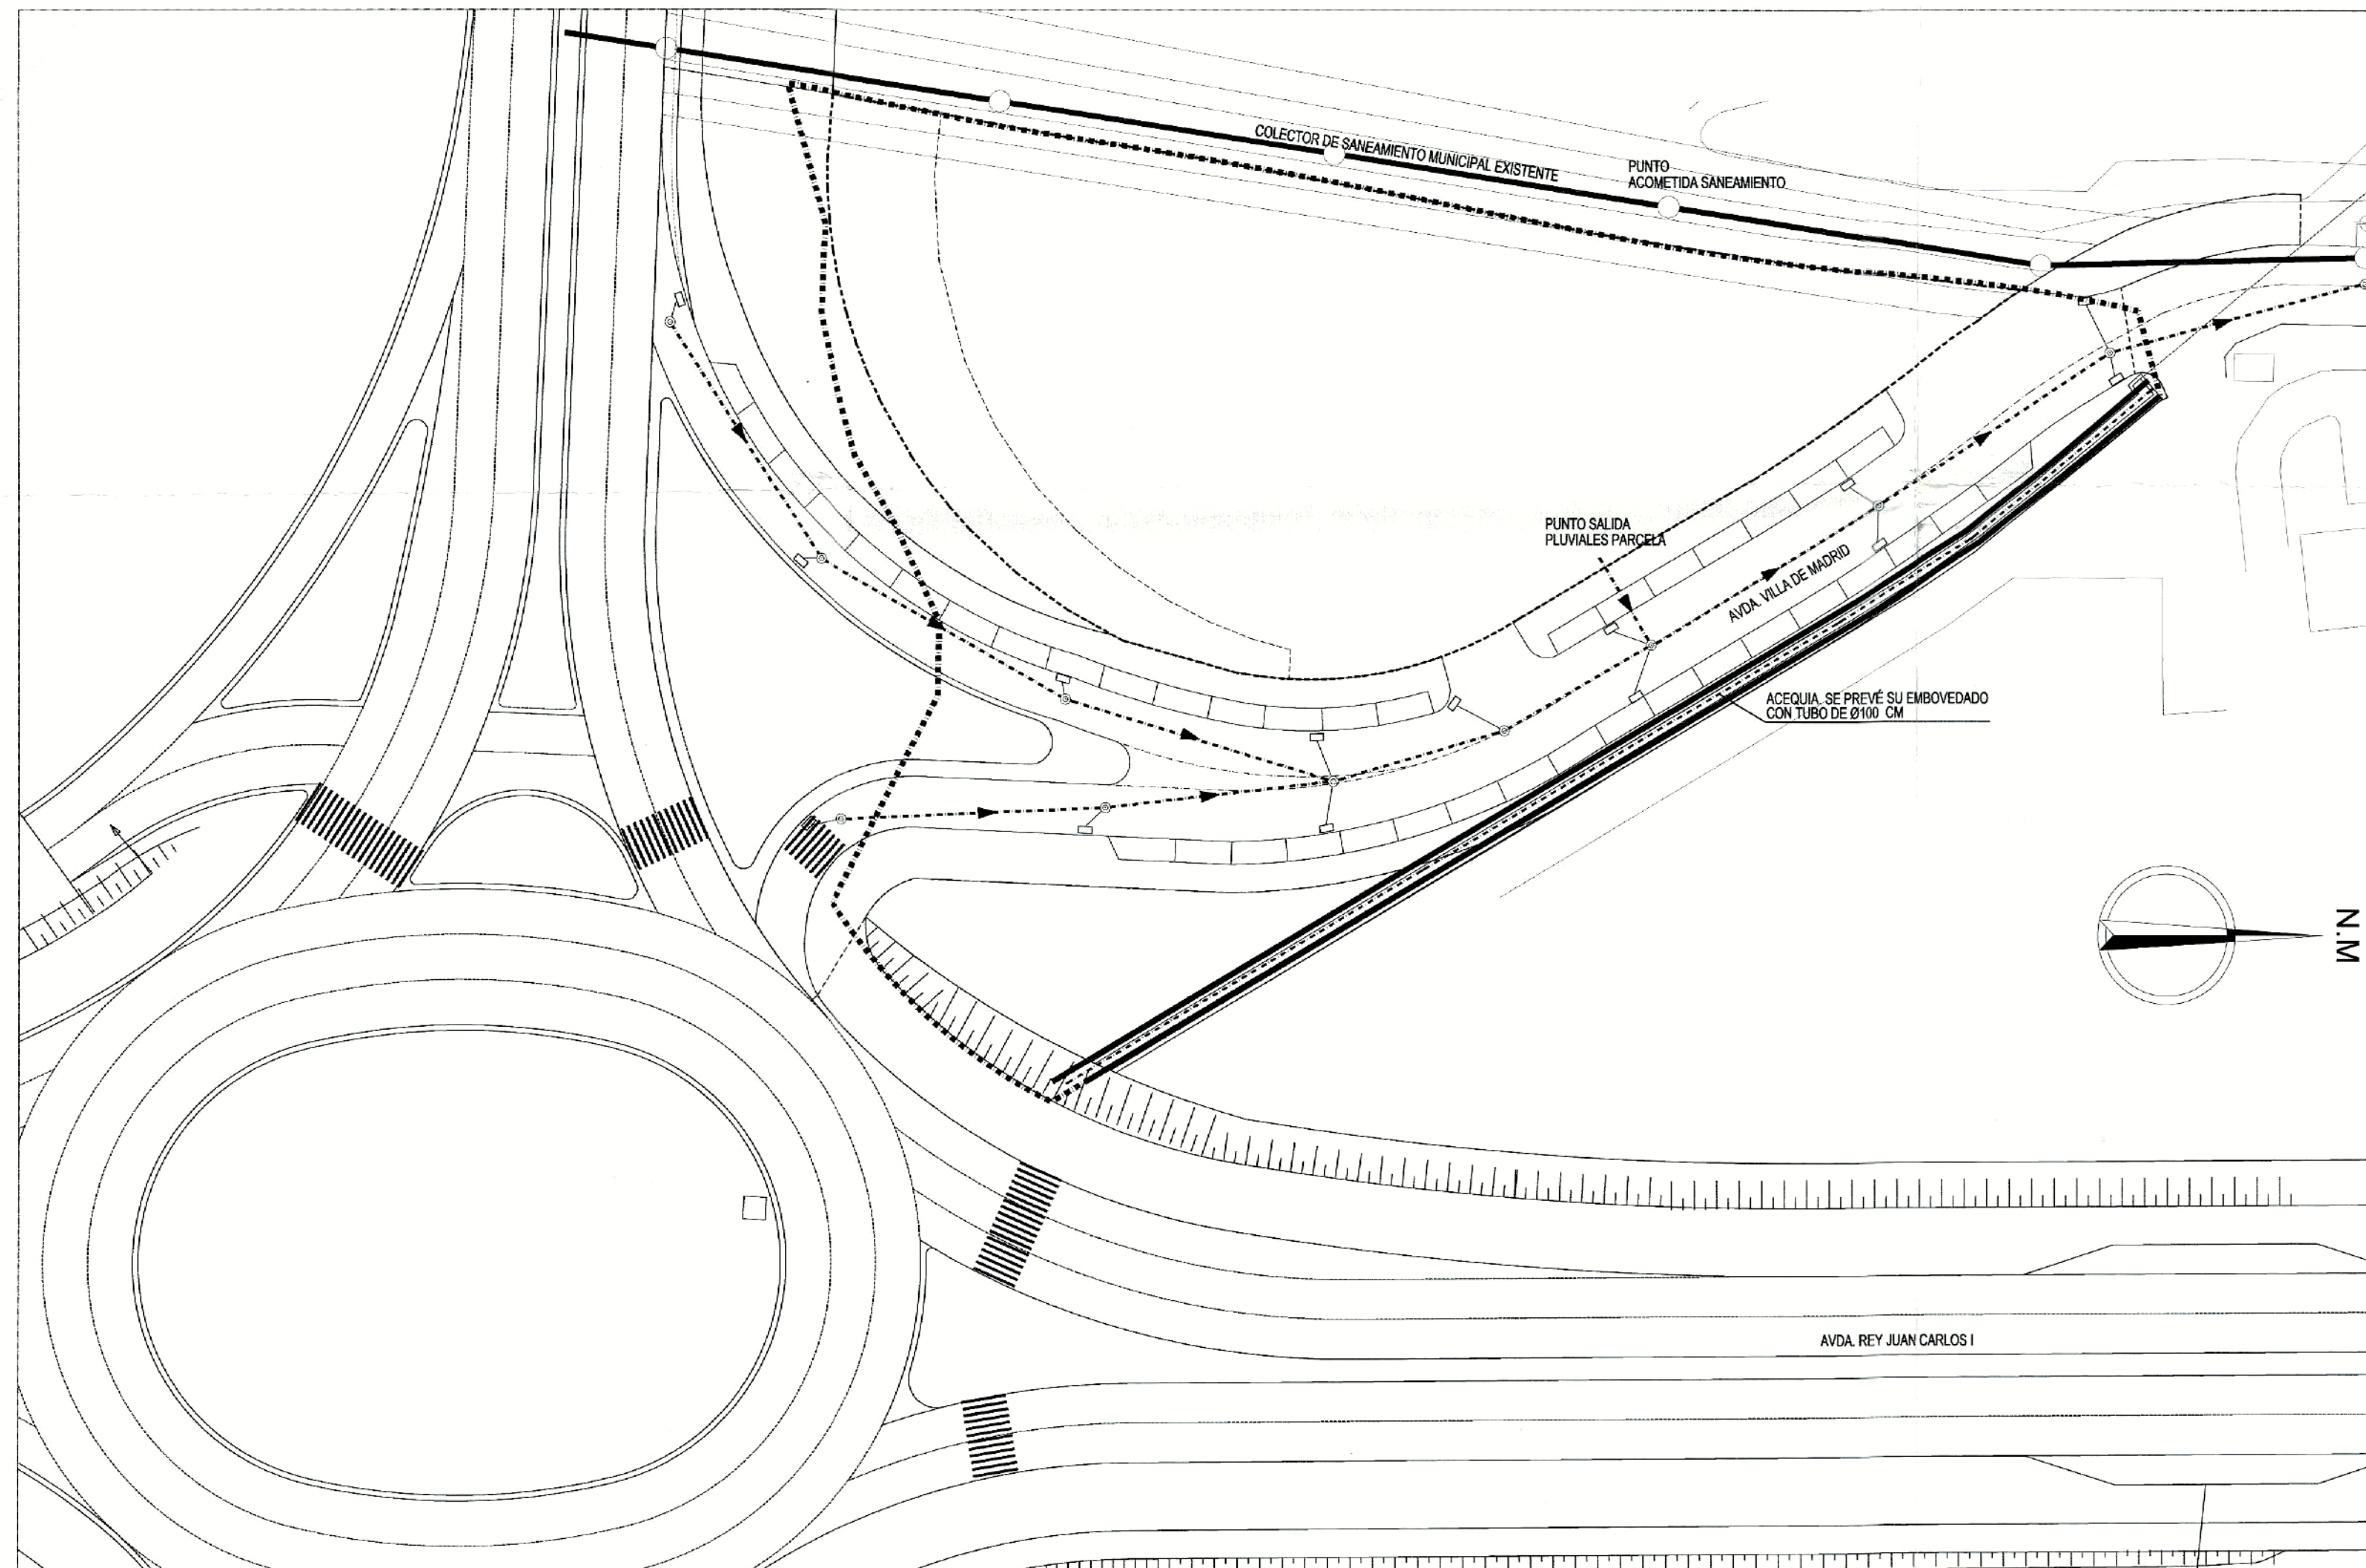 COLECTOR DE SANEAMIENTO MUNICIPAL EXISTENTE
PUNTO
ACOMETIDA SANEAMIENTO
PUNTO SALIDA
PLUVIALES PARCELA
AVDA. VILLA DE MADRID
ACEQUIA. SE PREVÉ SU EMBOVEDADO
CON TUBO DE Ø100 CM
N.M
AVDA. REY JUAN CARLOS I